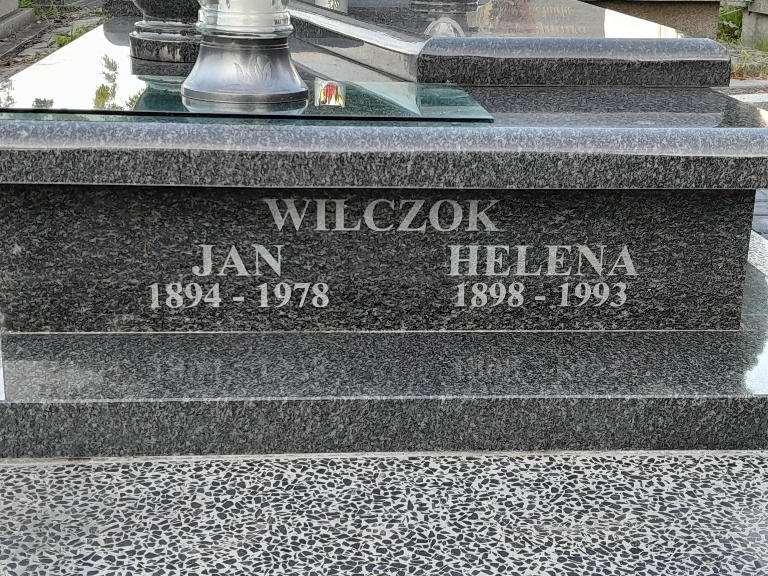 WILCZOK
JAN HELENA
1894 - 1978 1898 - 1993